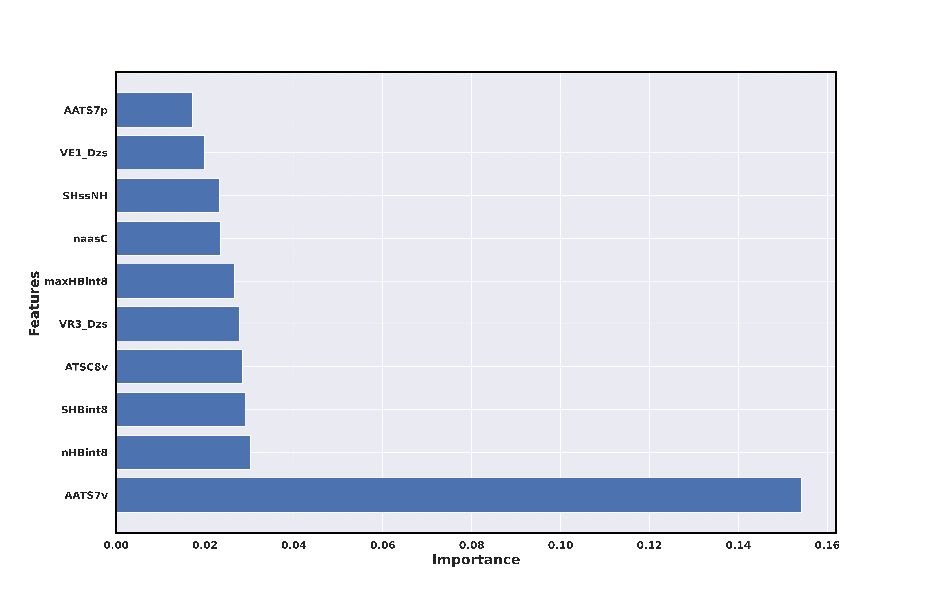 AATS7p
VE1_Dzs
SHssNH
naasC
maxHBint8
VR3_Dzs
ATSC8v
SHBint8
nHBint8
AATS7v
Features
0.00 0.02 0.04 0.06 0.08 0.10 0.12 0.14 0.16
Importance